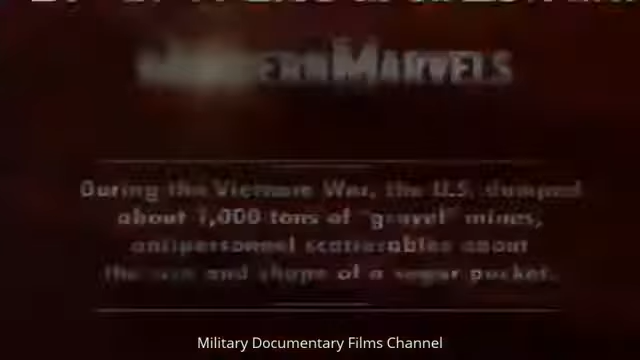 MODERN MARVELS
During the Vietnam War, the U.S. dumped
about 1,000 tons of "gravel" mines,
antipersonnel scatterables about
the size and shape of a sugar packet.
Military Documentary Films Channel